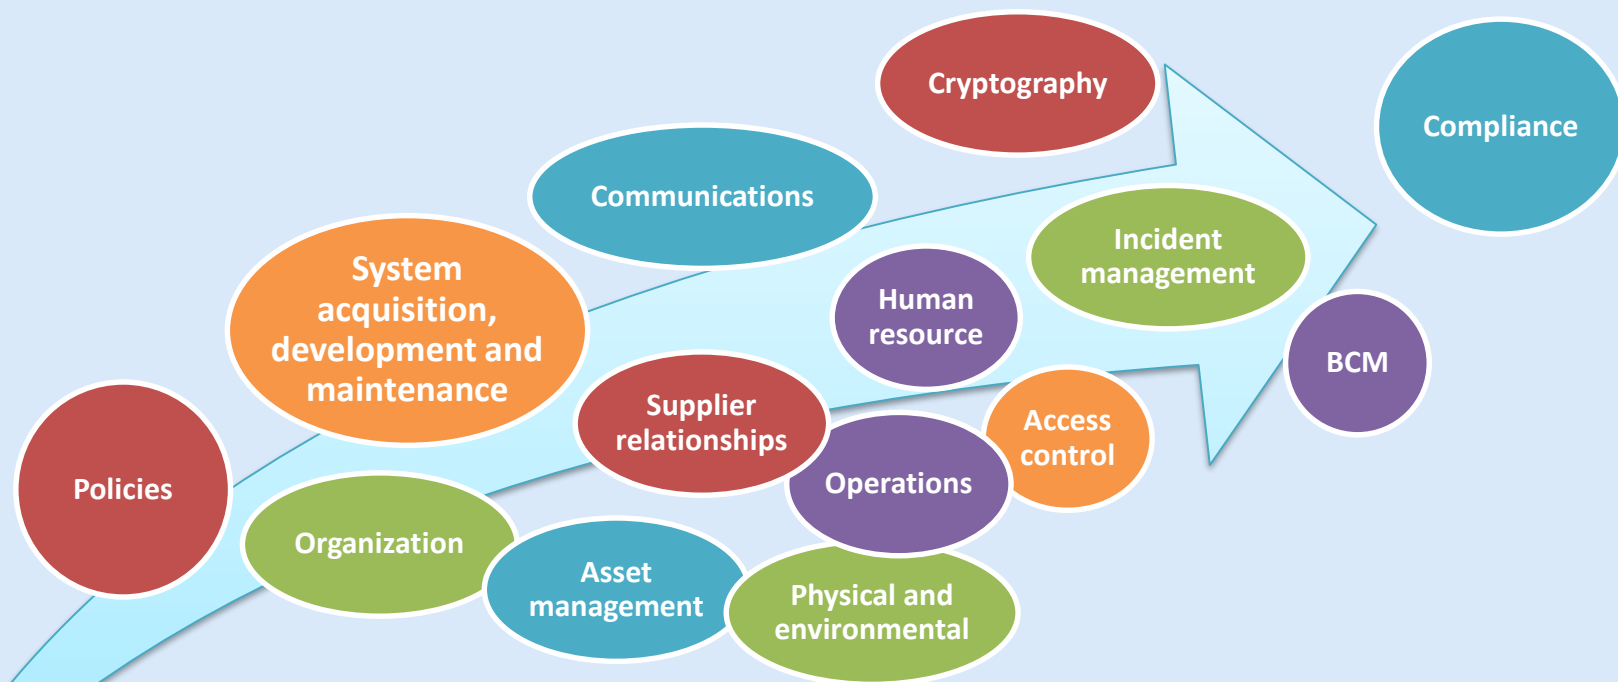 Cryptography
Compliance
Communications
Incident
management
System
acquisition,
development and
maintenance
Human
resource
BCM
Supplier
relationships
Access
control
Policies
Operations
Organization
Asset
management
Physical and
environmental